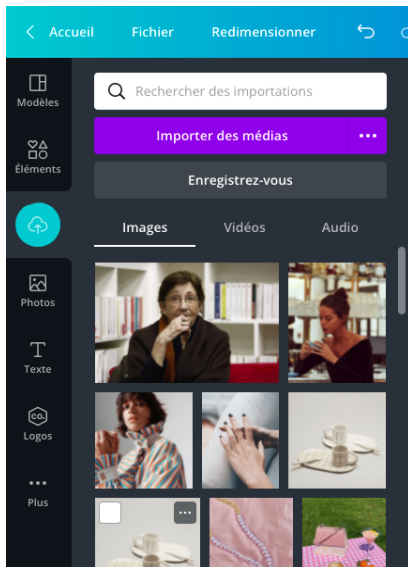 Accueil
Fichier
Redimensionner
Modèles
Rechercher des importations
Importer des médias
Éléments
Enregistrez-vous
Images
Vidéos
Audio
Photos
Texte
CO.
Logos
Plus